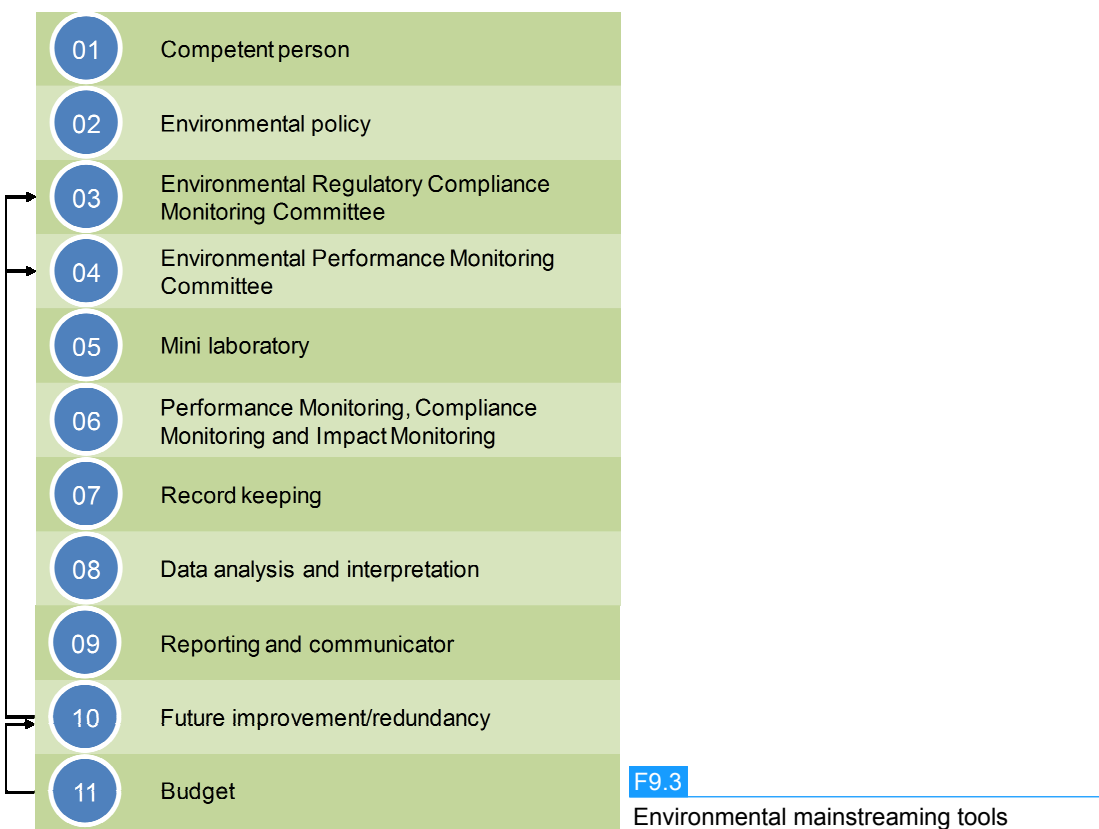 01
Competent person
02
Environmental policy
03
Environmental Regulatory Compliance
Monitoring Committee
04
Environmental Performance Monitoring
Committee
05
Mini laboratory
06
Performance Monitoring, Compliance
Monitoring and Impact Monitoring
07
Record keeping
08
Data analysis and interpretation
09
Reporting and communicator
10
Future improvement/redundancy
11
Budget
F9.3
Environmental mainstreaming tools